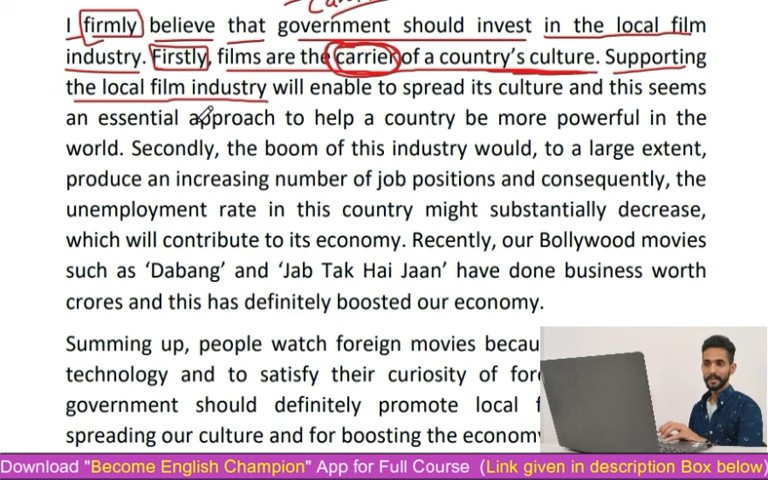 I firmly believe that government should invest in the local film
industry. Firstly, films are the carrier of a country's culture. Supporting
the local film industry will enable to spread its culture and this seems
an essential approach to help a country be more powerful in the
world. Secondly, the boom of this industry would, to a large extent,
produce an increasing number of job positions and consequently, the
unemployment rate in this country might substantially decrease,
which will contribute to its economy. Recently, our Bollywood movies
such as ‘Dabang’ and ‘Jab Tak Hai Jaan’ have done business worth
crores and this has definitely boosted our economy.
Summing up, people watch foreign movies
technology and to satisfy their curiosity of
government should definitely promote local
spreading our culture and for boosting the
Download "Become English Champion" App for Full Course (Link given in description Box below)